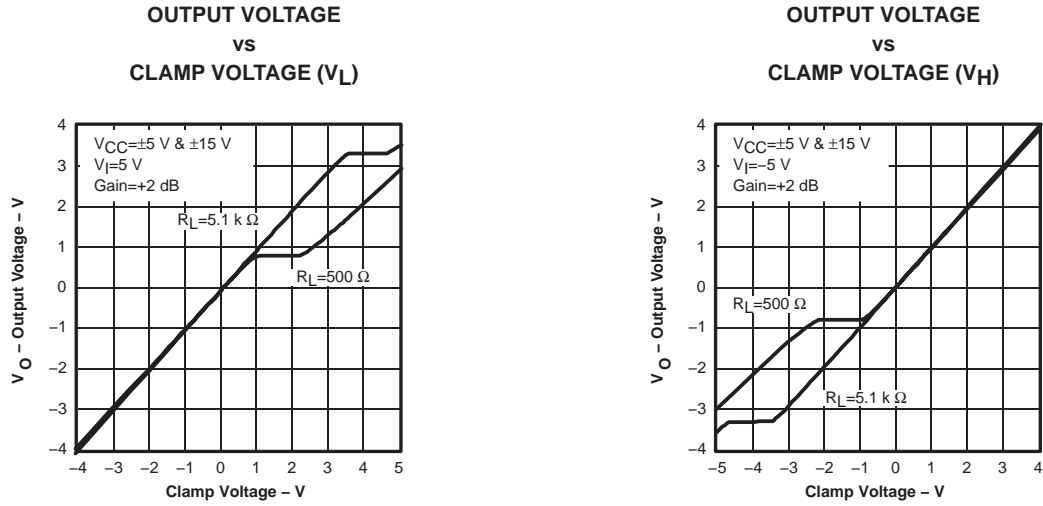 OUTPUT VOLTAGE
vs
CLAMP VOLTAGE (VL)
4
3
2
1
0
–1
–2
–3
–4
VO – Output Voltage – V
VCC=±5 V & ±15 V
VI=5 V
Gain=+2 dB
RL=5.1 k Ω
RL=500 Ω
–4 –3 –2 –1 0 1 2 3 4 5
Clamp Voltage – V
OUTPUT VOLTAGE
vs
CLAMP VOLTAGE (VH)
4
3
2
1
0
–1
–2
–3
–4
VO – Output Voltage – V
VCC=±5 V & ±15 V
VI=–5 V
Gain=+2 dB
RL=500 Ω
RL=5.1 k Ω
–5 –4 –3 –2 –1 0 1 2 3 4
Clamp Voltage – V